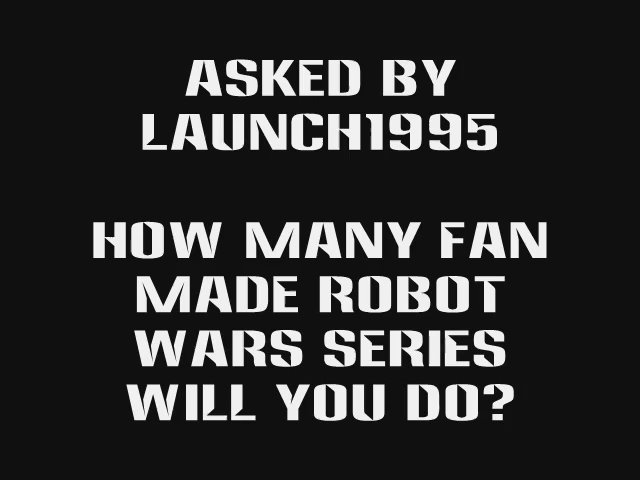 ASKED BY
LAUNCH1995
HOW MANY FAN
MADE ROBOT
WARS SERIES
WILL YOU DO?